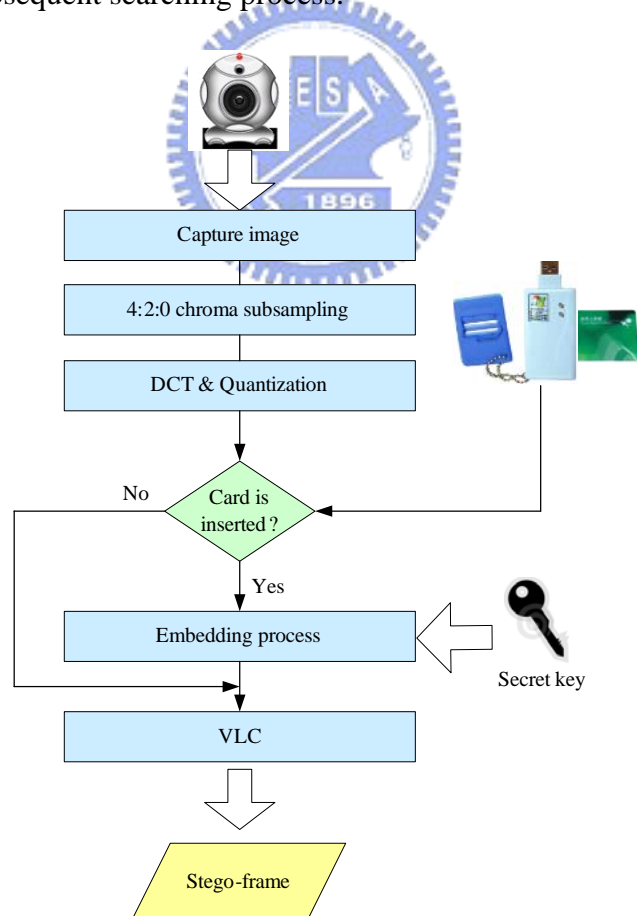 sequent searching process.
E S A
1896
Capture image
4:2:0 chroma subsampling
DCT & Quantization
No
Card is
inserted ?
Yes
Embedding process
Secret key
VLC
Stego-frame